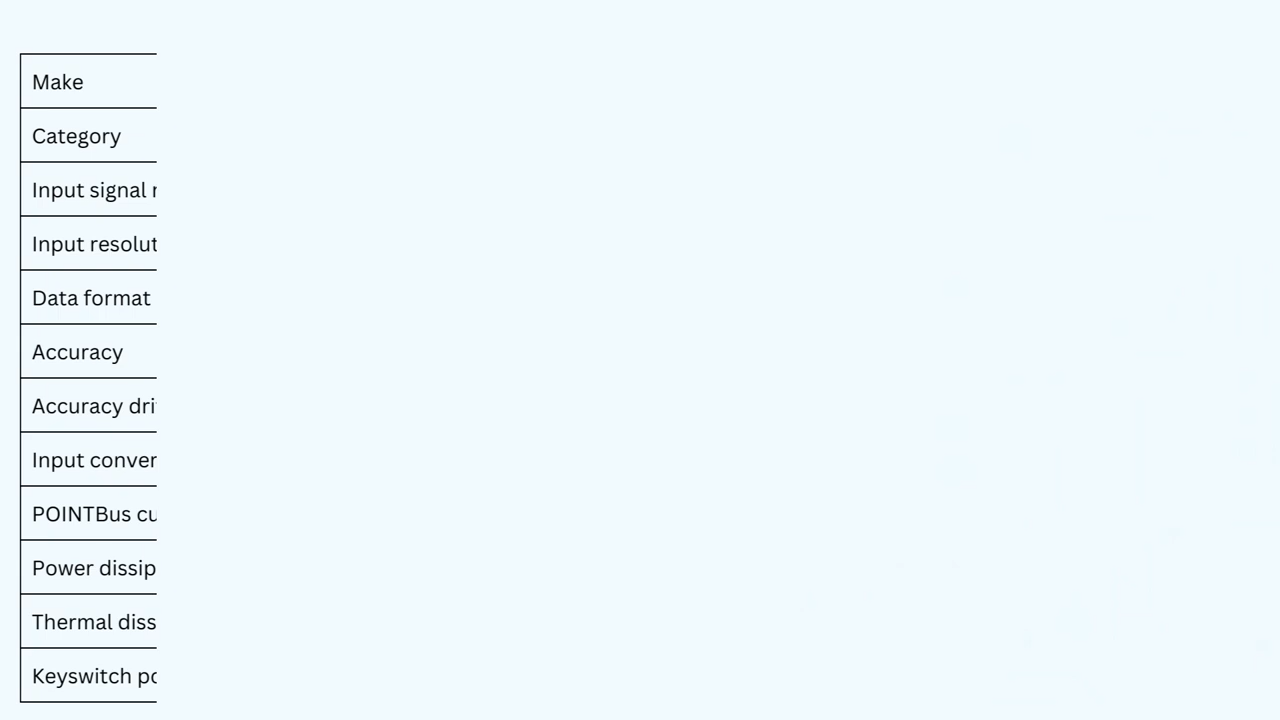 Make
Category
Input signal
Input resolut
Data format
Accuracy
Accuracy dri
Input conver
POINTBus cu
Power dissip
Thermal diss
Keyswitch po